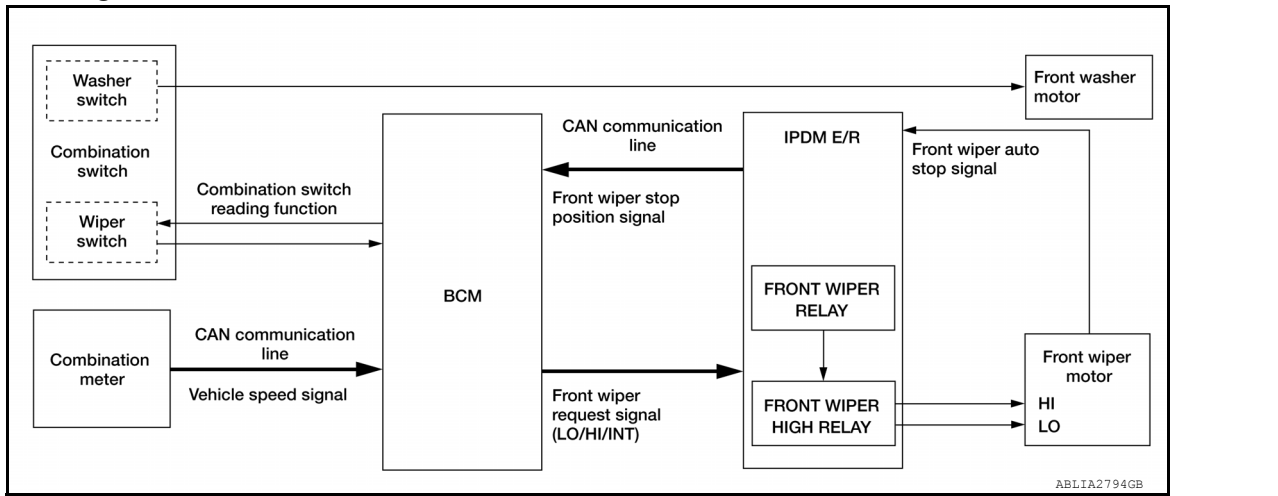 Washer
switch
Combination
switch
Wiper
switch
Combination switch
reading function
Combination
meter
CAN communication
line
Vehicle speed signal
BCM
CAN communication
line
Front wiper stop
position signal
Front wiper
request signal
(LO/HI/INT)
IPDM E/R
FRONT WIPER
RELAY
FRONT WIPER
HIGH RELAY
Front washer
motor
Front wiper auto
stop signal
Front wiper
motor
HI
LO
ABLIA2794GB